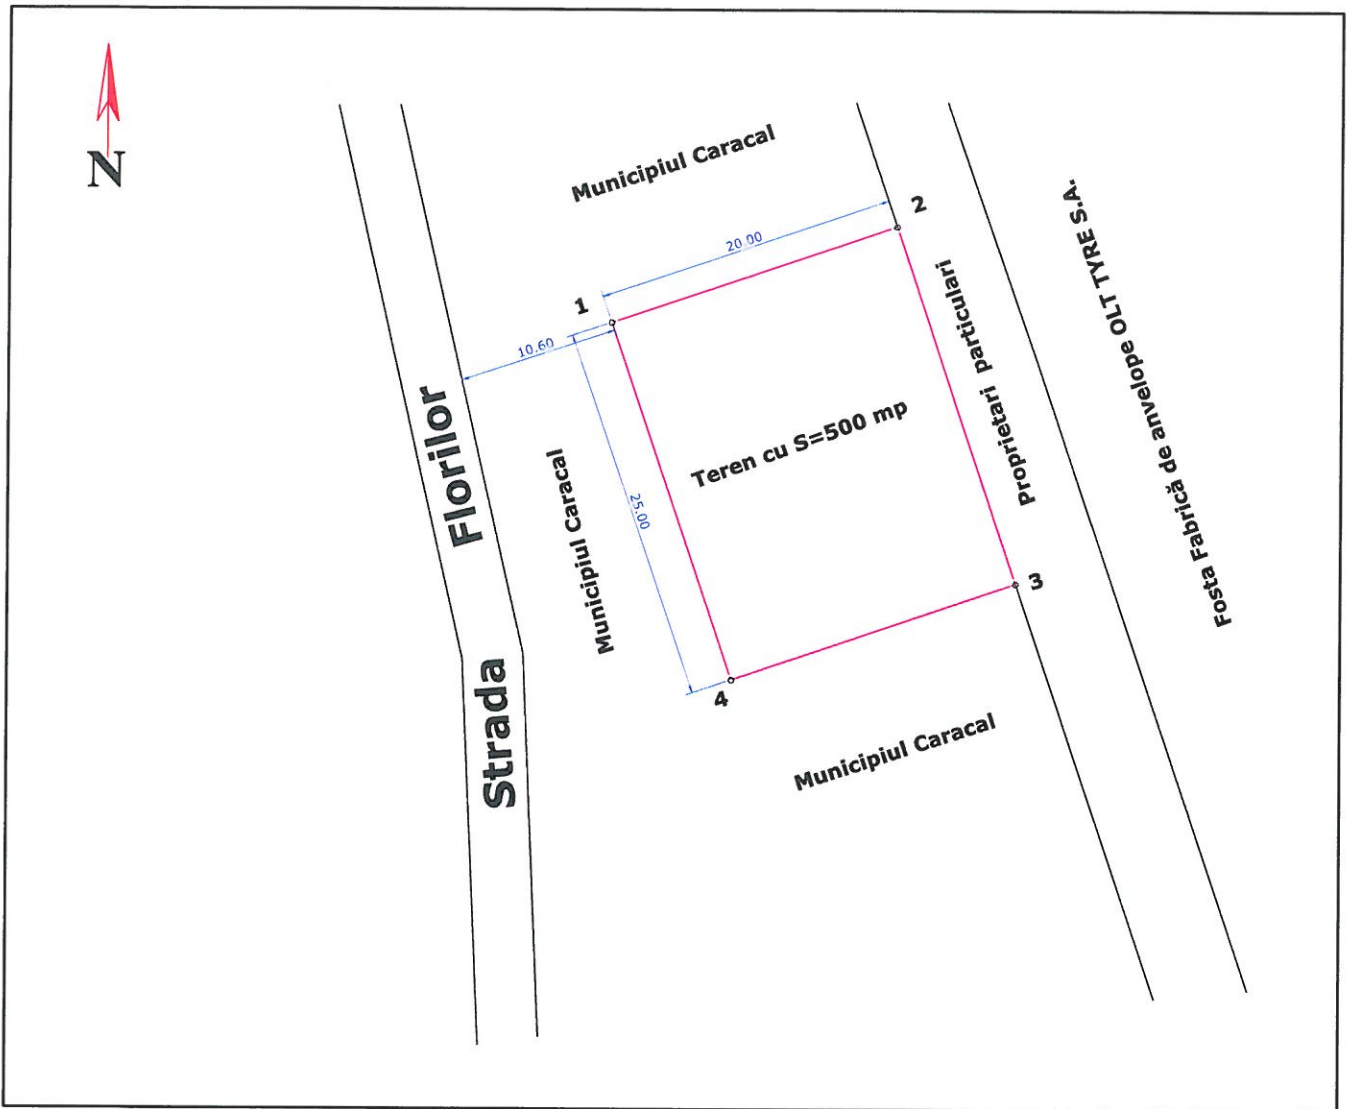 N
Municipiul Caracal
20.00
2
1
10.60
Proprietari particulari
Fosta Fabrică de anvelope OLT TYRE S.A.
Teren cu S=500 mp
25.00
Municipiul Caracal
Strada Florilor
3
4
Municipiul Caracal